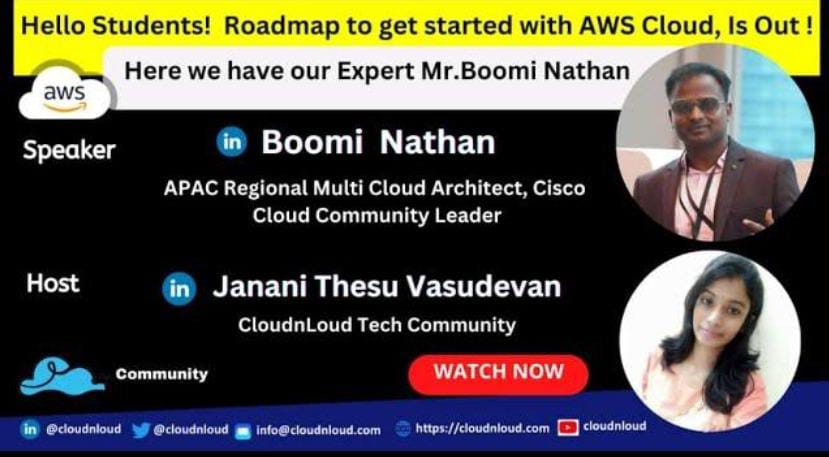 Hello Students! Roadmap to get started with AWS Cloud, Is Out !
Here we have our Expert Mr.Boomi Nathan
aws
Speaker
in Boomi Nathan
APAC Regional Multi Cloud Architect, Cisco
Cloud Community Leader
Host
in Janani Thesu Vasudevan
CloudnLoud Tech Community
Community
WATCH NOW
in @cloudnloud @cloudnloud info@cloudnloud.com https://cloudnloud.com cloudnloud